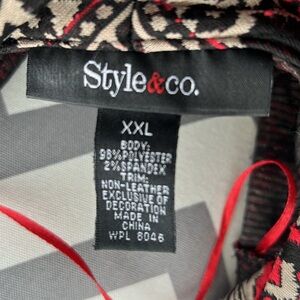 Style&co.
XXL
BODY:
98%POLYESTER
2%SPANDEX
TRIM:
NON-LEATHER
EXCLUSIVE OF
DECORATION
MADE IN
CHINA
WPL 8046